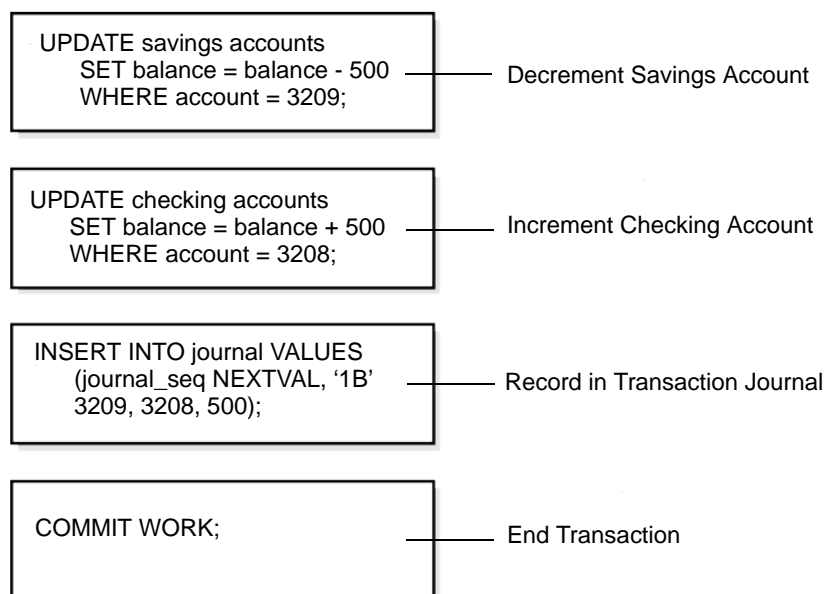 UPDATE savings accounts
SET balance = balance - 500
WHERE account = 3209;
Decrement Savings Account
UPDATE checking accounts
SET balance = balance + 500
WHERE account = 3208;
Increment Checking Account
INSERT INTO journal VALUES
(journal_seq NEXTVAL, ‘1B’
3209, 3208, 500);
Record in Transaction Journal
COMMIT WORK;
End Transaction